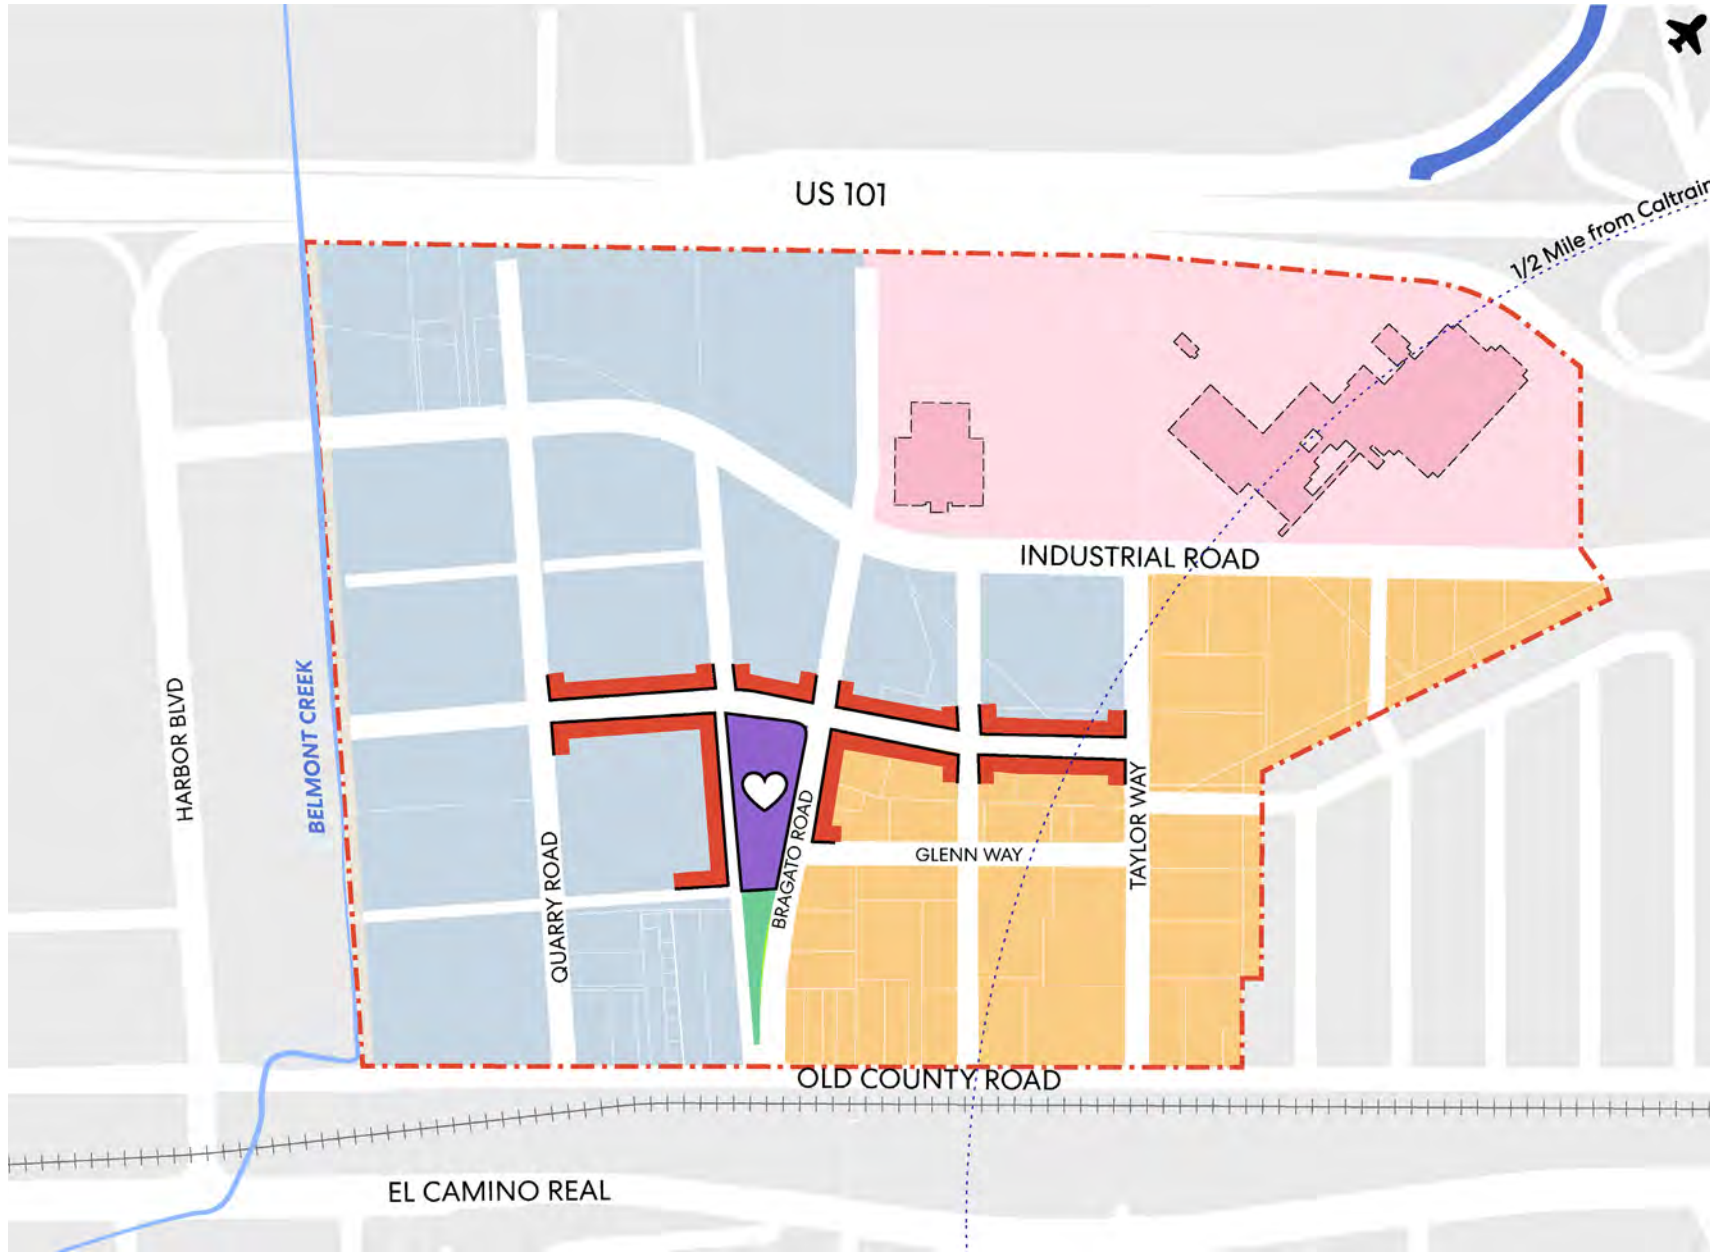 US 101
1/2 Mile from Caltrain
INDUSTRIAL ROAD
BELMONT CREEK
HARBOR BLVD
QUARRY ROAD
BRAGATO ROAD
GLENN WAY
TAYLOR WAY
OLD COUNTY ROAD
EL CAMINO REAL